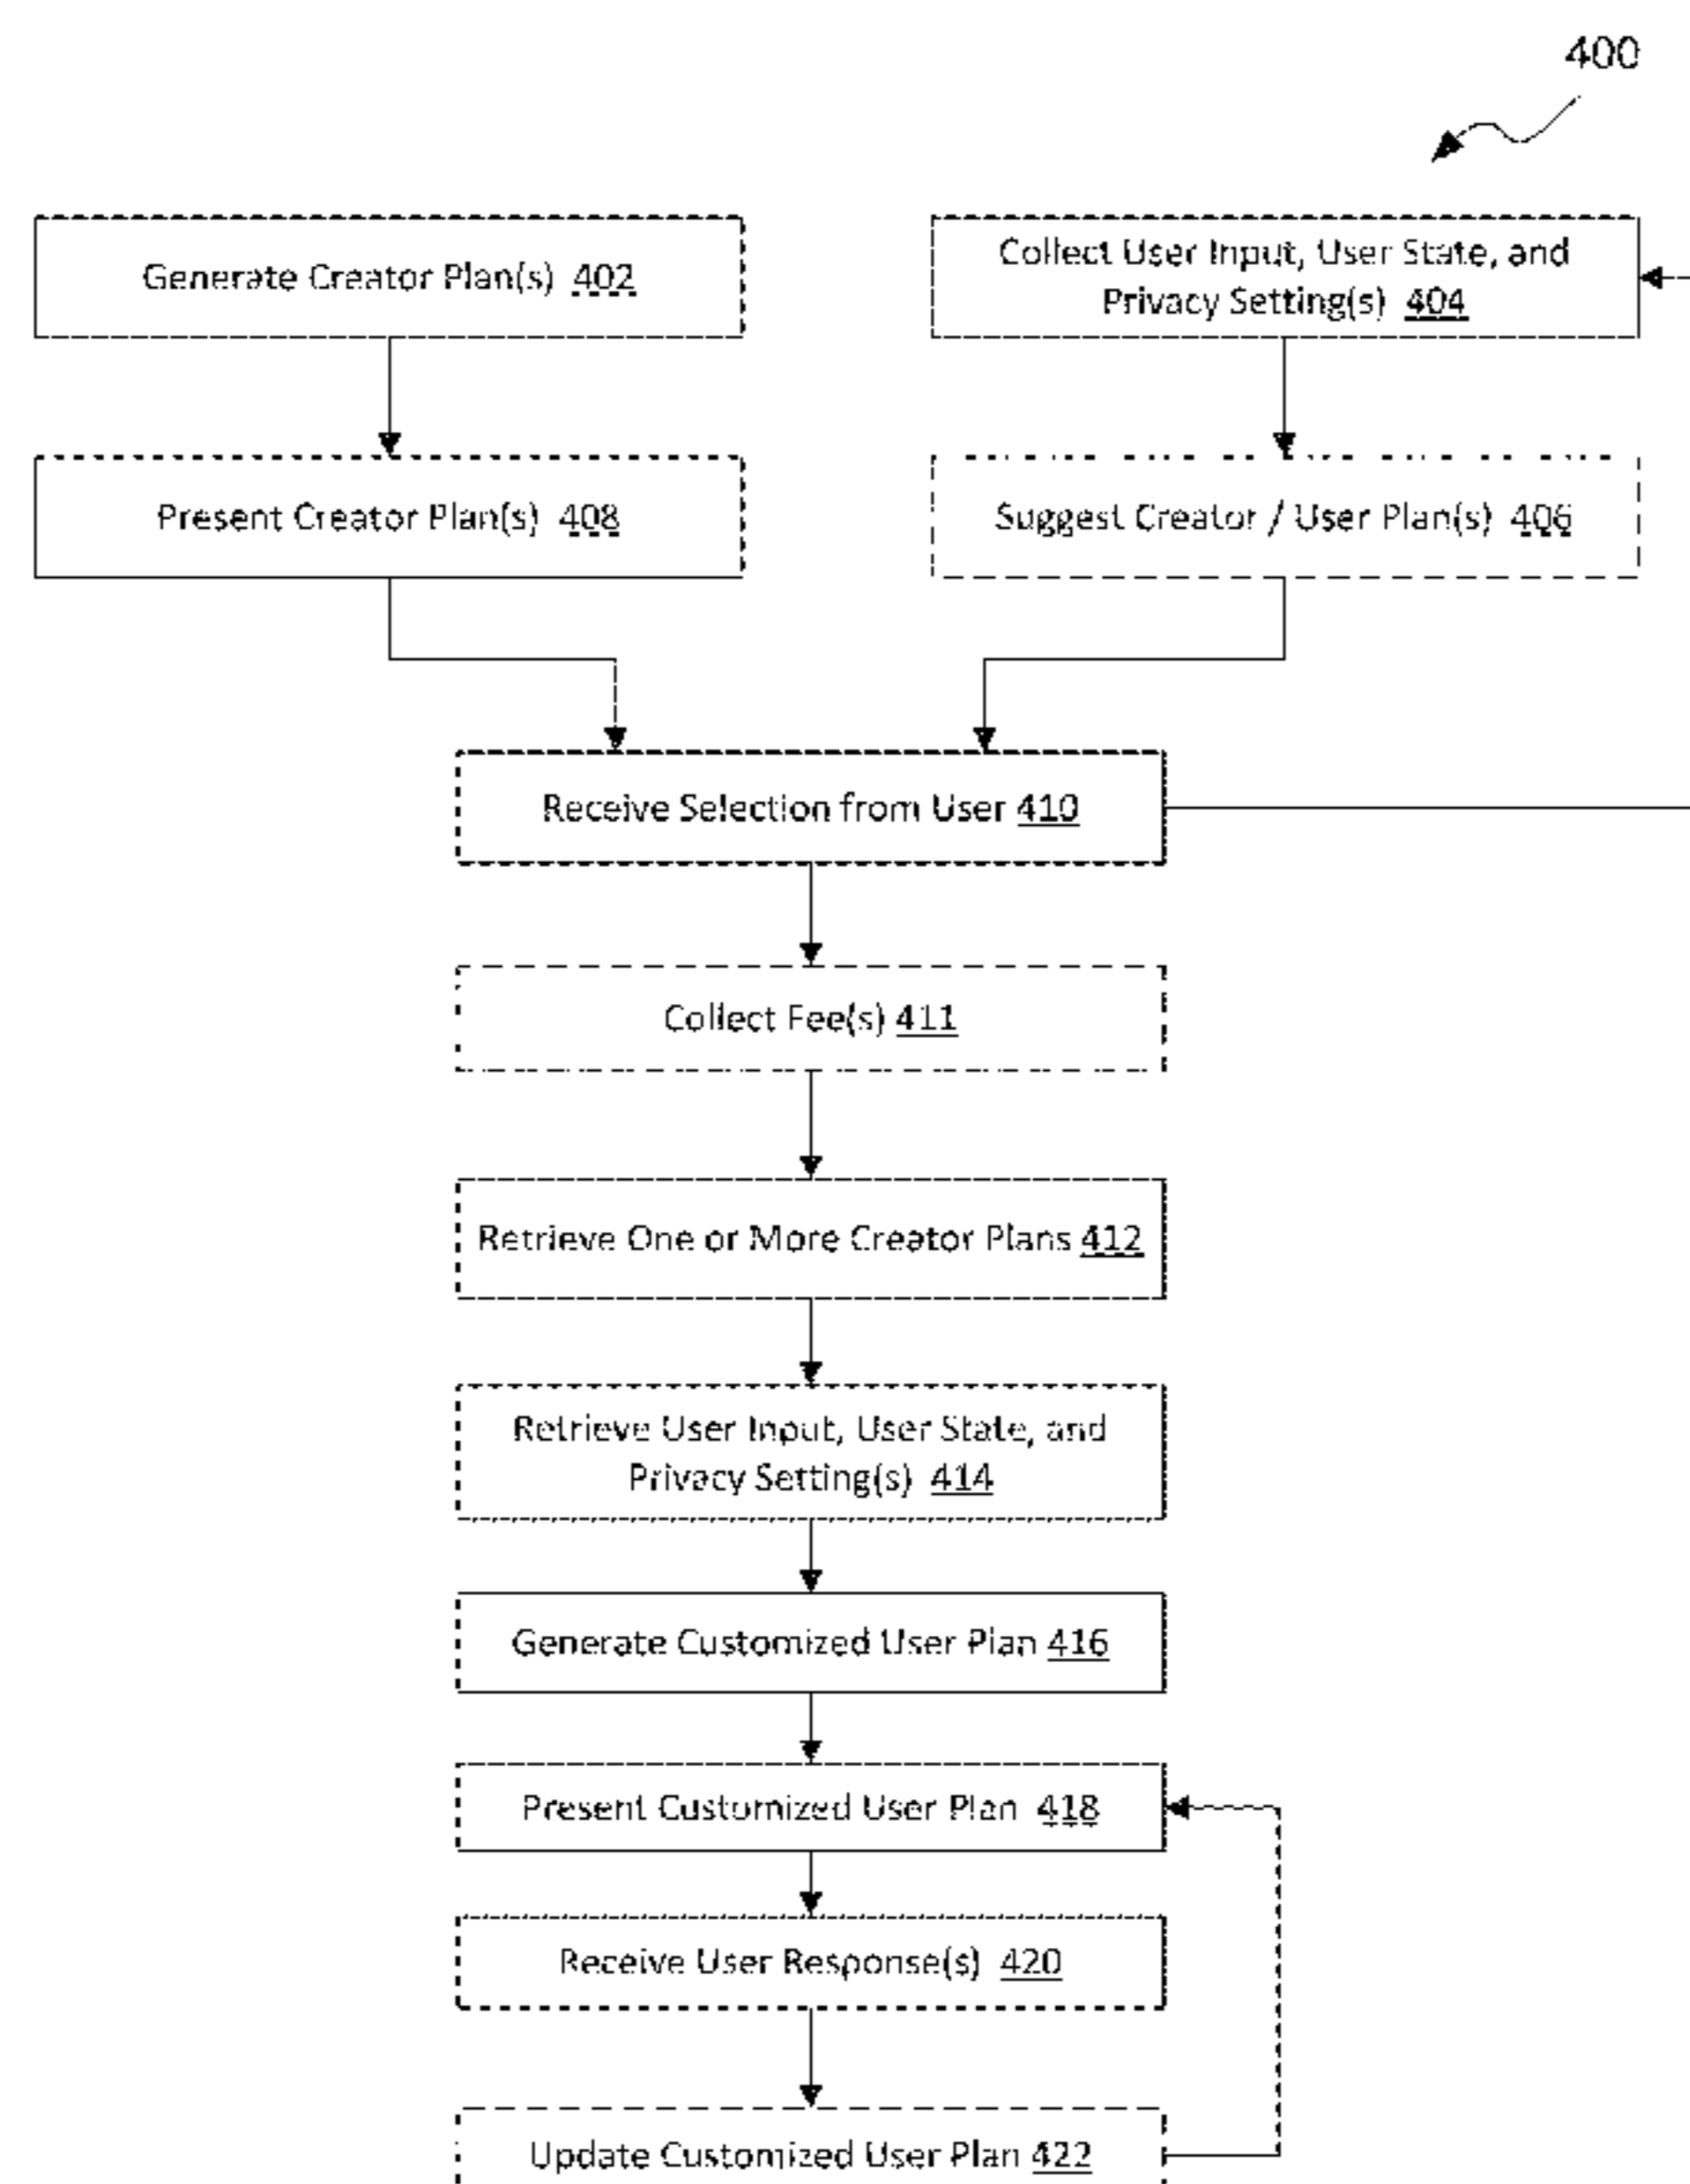 400
Generate Creator Plan(s) 402
Collect User Input, User State, and
Privacy Setting(s) 404
Present Creator Plan(s) 408
Suggest Creator / User Plan(s) 406
Receive Selection from User 410
Collect Fee(s) 411
Retrieve One or More Creator Plans 412
Retrieve User Input, User State, and
Privacy Setting(s) 414
Generate Customized User Plan 416
Present Customized User Plan 418
Receive User Response(s) 420
Update Customized User Plan 422